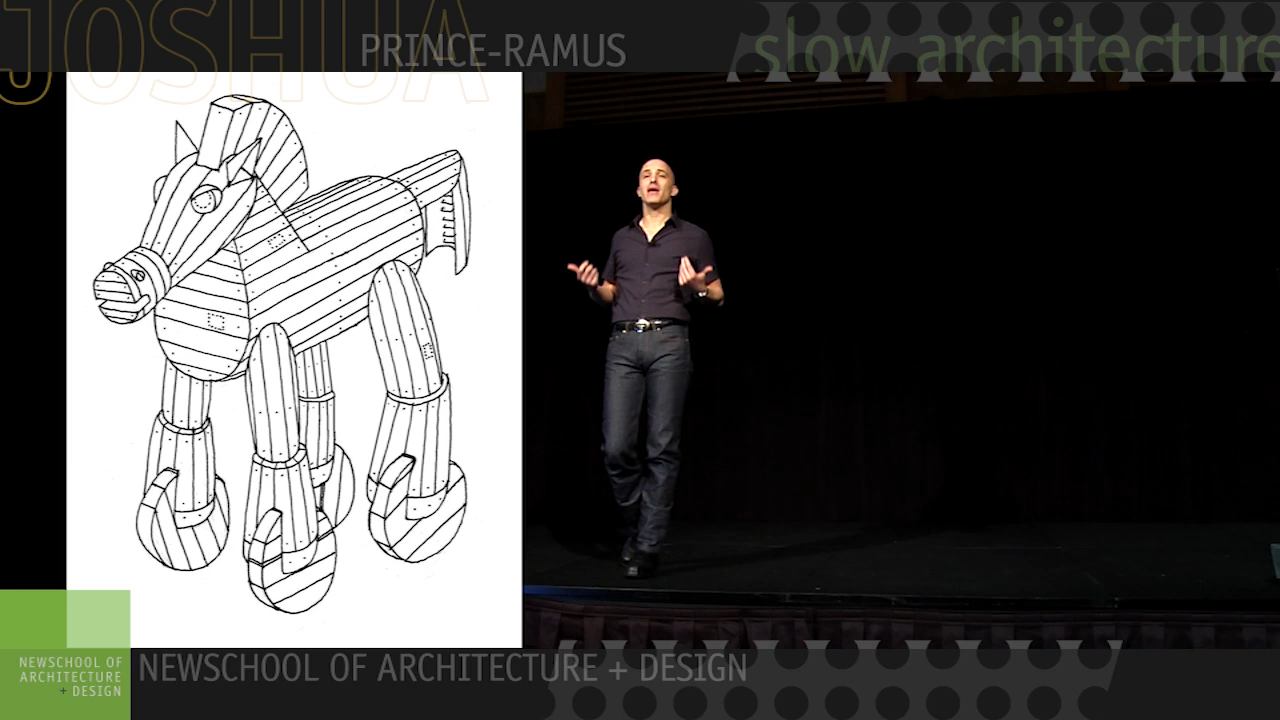 JOSHUA
PRINCE-RAMUS
slow architecture
NEWSCHOOL OF
ARCHITECTURE
+ DESIGN
NEWSCHOOL OF ARCHITECTURE + DESIGN